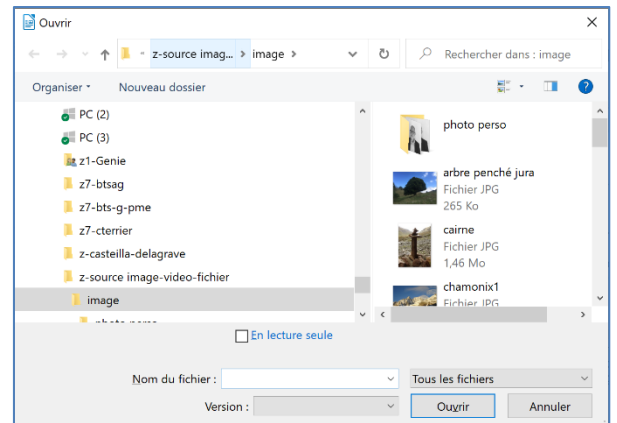 Ouvrir
z-source imag... > image >
Rechercher dans : image
Organiser
Nouveau dossier
PC (2)
PC (3)
z1-Genie
z7-btsag
z7-bts-g-pme
z7-cterrier
z-castella-delagrave
z-source image-video-fichier
image
photo perso
photo perso
arbre penché jura
Fichier JPG
265 Ko
cairne
Fichier JPG
1,46 Mo
chamonix1
Fichier JPG
En lecture seule
Nom du fichier :
Tous les fichiers
Version :
Ouvrir
Annuler